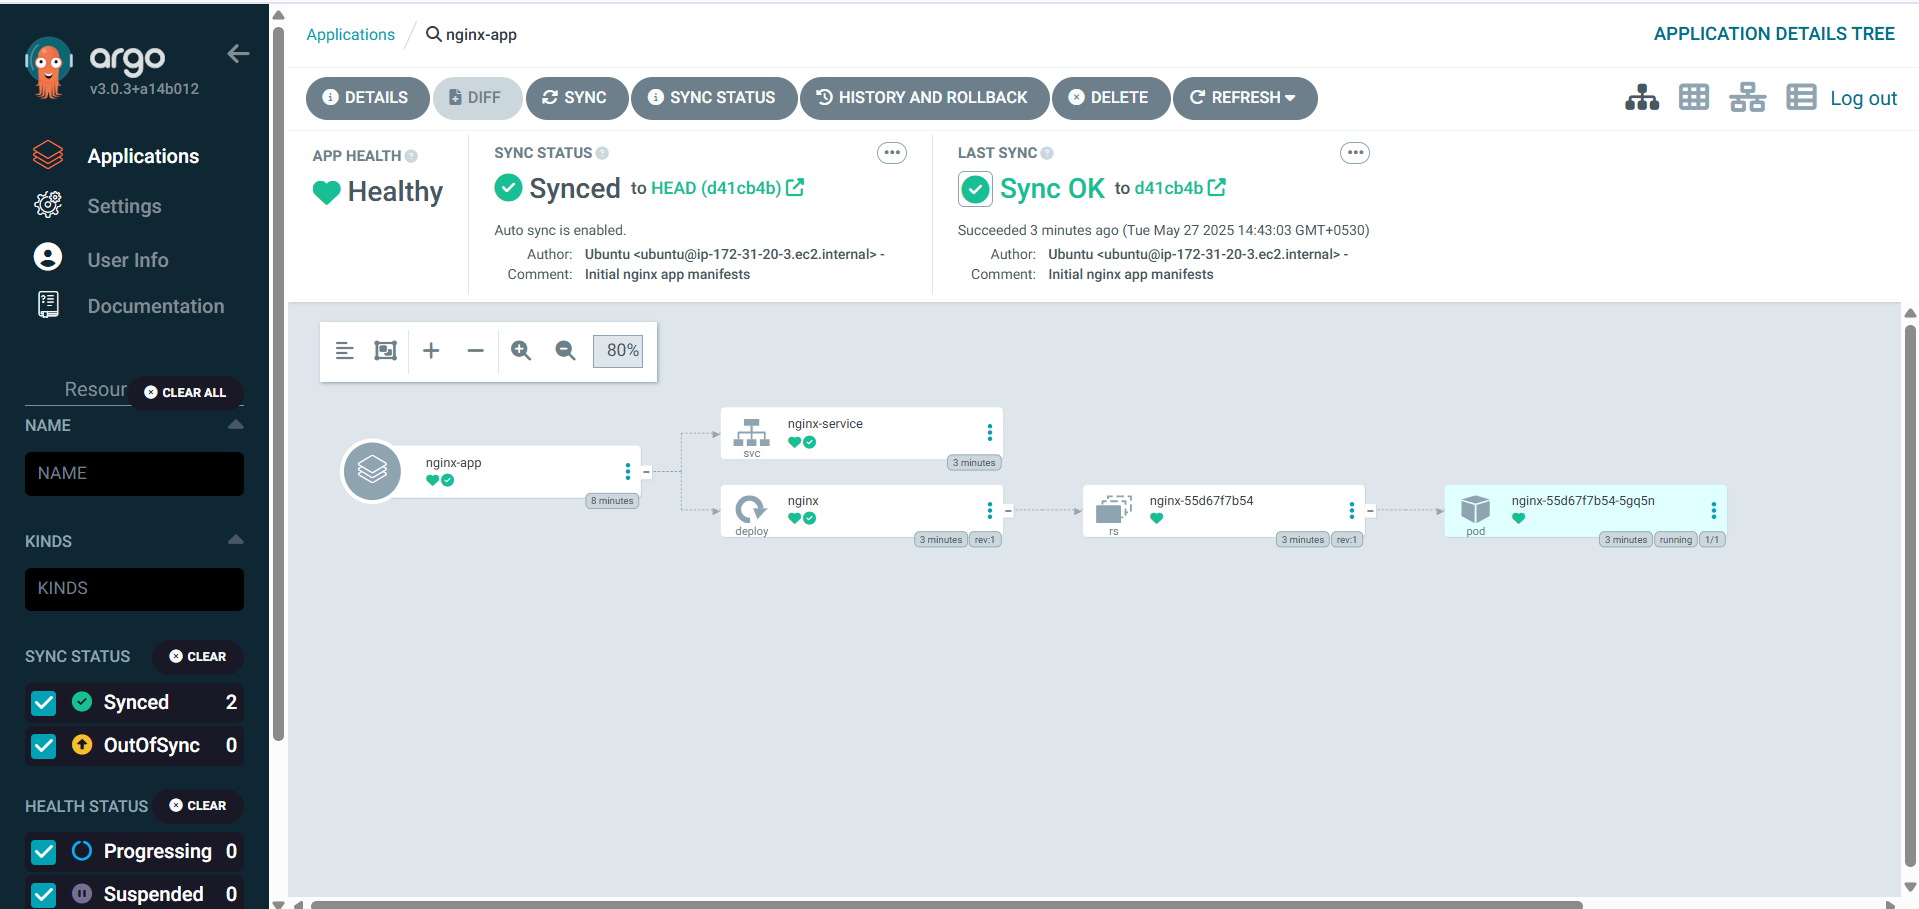 argo
v3.0.3+a14b012
Applications
Settings
User Info
Documentation
Resour
CLEAR ALL
NAME
NAME
KINDS
KINDS
SYNC STATUS
CLEAR
Synced 2
OutOfSync 0
HEALTH STATUS
CLEAR
Progressing 0
Suspended 0
Applications / nginx-app
APPLICATION DETAILS TREE
DETAILS
DIFF
SYNC
SYNC STATUS
HISTORY AND ROLLBACK
DELETE
REFRESH
Log out
APP HEALTH
Healthy
SYNC STATUS
Synced to HEAD (d41cb4b)
Auto sync is enabled.
Author: Ubuntu <ubuntu@ip-172-31-20-3.ec2.internal> -
Comment: Initial nginx app manifests
LAST SYNC
Sync OK to d41cb4b
Succeeded 3 minutes ago (Tue May 27 2025 14:43:03 GMT+0530)
Author: Ubuntu <ubuntu@ip-172-31-20-3.ec2.internal> -
Comment: Initial nginx app manifests
80%
nginx-app
8 minutes
nginx-service
svc
3 minutes
nginx
deploy
3 minutes
rev:1
nginx-55d67f7b54
rs
3 minutes
rev:1
nginx-55d67f7b54-5gq5n
pod
3 minutes
running
1/1